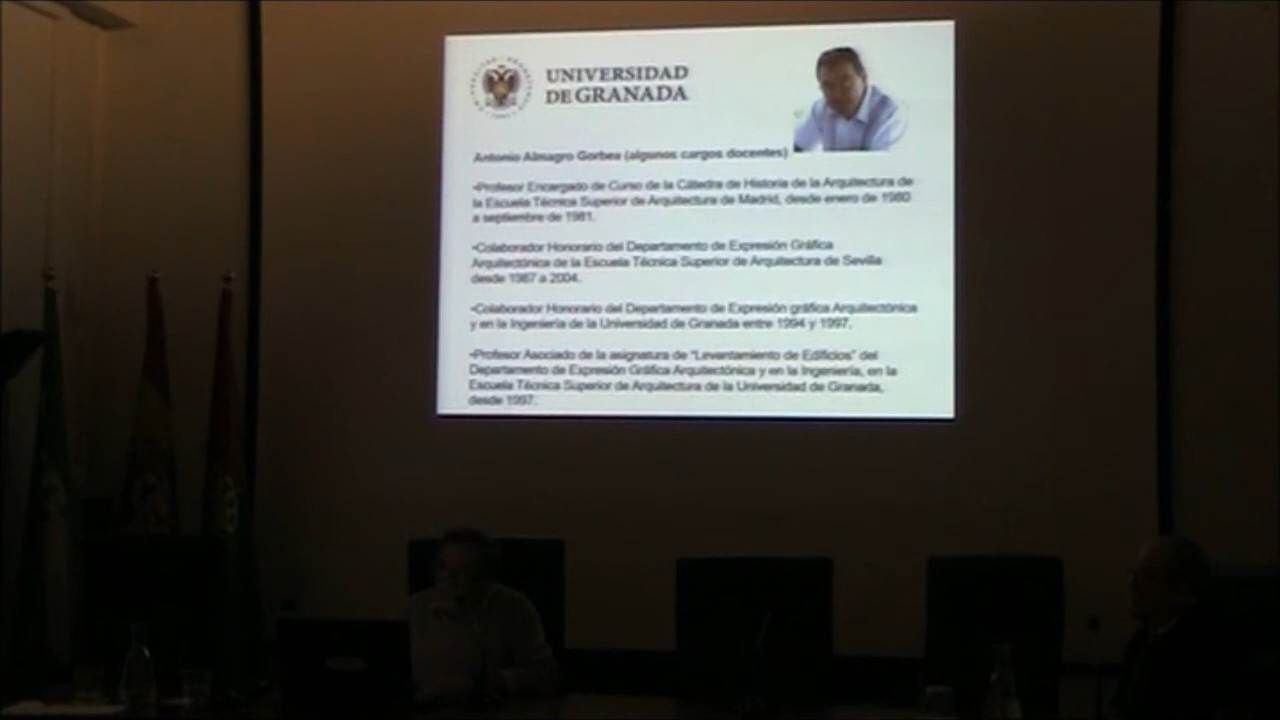 UNIVERSIDAD
DE GRANADA
Antonio Almagro Gorbea (algunos cargos docentes)
•Profesor Encargado de Curso de la Cátedra de Historia de la Arquitectura de
la Escuela Técnica Superior de Arquitectura de Madrid, desde enero de 1980
a septiembre de 1981.
•Colaborador Honorario del Departamento de Expresión Gráfica
Arquitectónica de la Escuela Técnica Superior de Arquitectura de Sevilla
desde 1987 a 2004.
•Colaborador Honorario del Departamento de Expresión gráfica Arquitectónica
y en la Ingeniería de la Universidad de Granada entre 1994 y 1997.
•Profesor Asociado de la asignatura de "Levantamiento de Edificios" del
Departamento de Expresión Gráfica Arquitectónica y en la Ingeniería, en la
Escuela Técnica Superior de Arquitectura de la Universidad de Granada,
desde 1997.